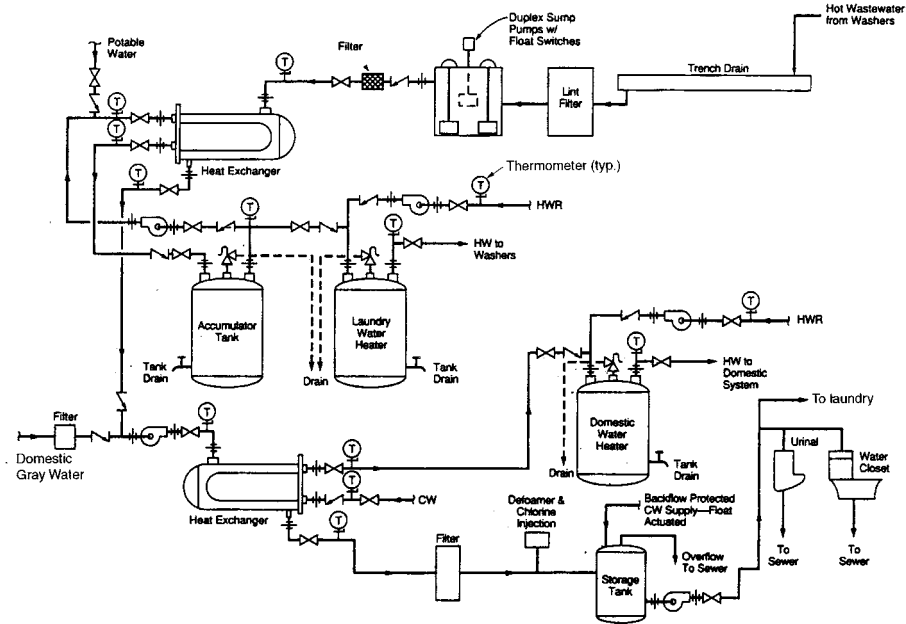 Hot Wastewater
from Washers
Duplex Sump
Pumps w/
Float Switches
Potable
Water
Filter
T
Trench Drain
Lint
Filter
T
T
Heat Exchanger
T
Thermometer (typ.)
T
HWR
T
T
HW to
Washers
Accumulator
Tank
Laundry
Water
Heater
T
HWR
Tank
Drain
Drain
Tank
Drain
T
HW to
Domestic
System
To laundry
Filter
T
Domestic
Water
Heater
Urinal
Water
Closet
Domestic
Gray Water
T
Drain
Tank
Drain
T
CW
Heat Exchanger
Defoamer &
Chlorine
Injection
Backflow Protected
CW Supply—Float
Actuated
T
Filter
Overflow
To Sewer
To
Sewer
To
Sewer
Storage
Tank